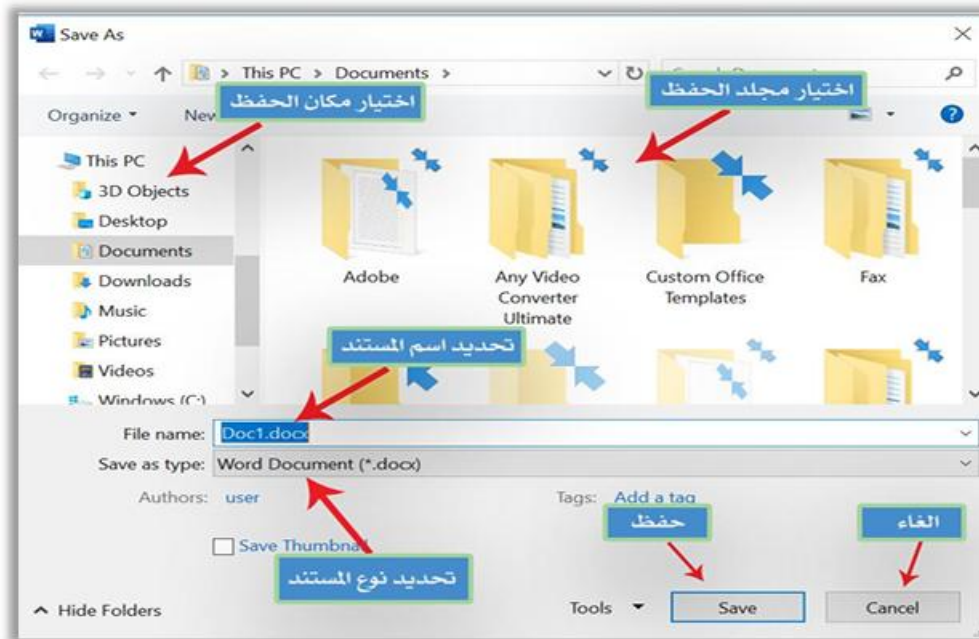 Save As
This PC > Documents >
اختيار مكان الحفظ
اختيار مجلد الحفظ
Organize
New
This PC
3D Objects
Desktop
Documents
Downloads
Music
Pictures
Videos
Windows (C:)
Adobe
Any Video
Converter
Ultimate
Custom Office
Templates
Fax
تحديد اسم المستند
File name: Doc1.docx
Save as type: Word Document (*.docx)
Authors: user
Tags: Add a tag
حفظ
الغاء
Save Thumbnail
تحديد نوع المستند
Hide Folders
Tools
Save
Cancel